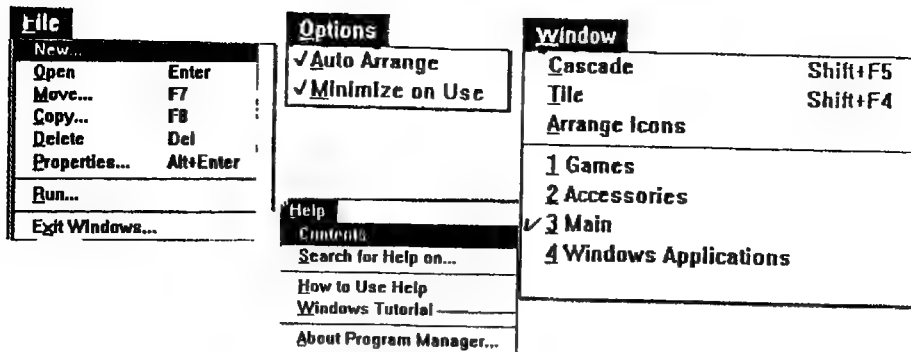 File
New...
Open Enter
Move... F7
Copy... F8
Delete Del
Properties... Alt+Enter
Run...
Exit Windows...
Options
✓Auto Arrange
✓Minimize on Use
Help
Contents
Search for Help on...
How to Use Help
Windows Tutorial
About Program Manager...
Window
Cascade Shift+F5
Tile Shift+F4
Arrange Icons
1 Games
2 Accessories
✓ 3 Main
4 Windows Applications